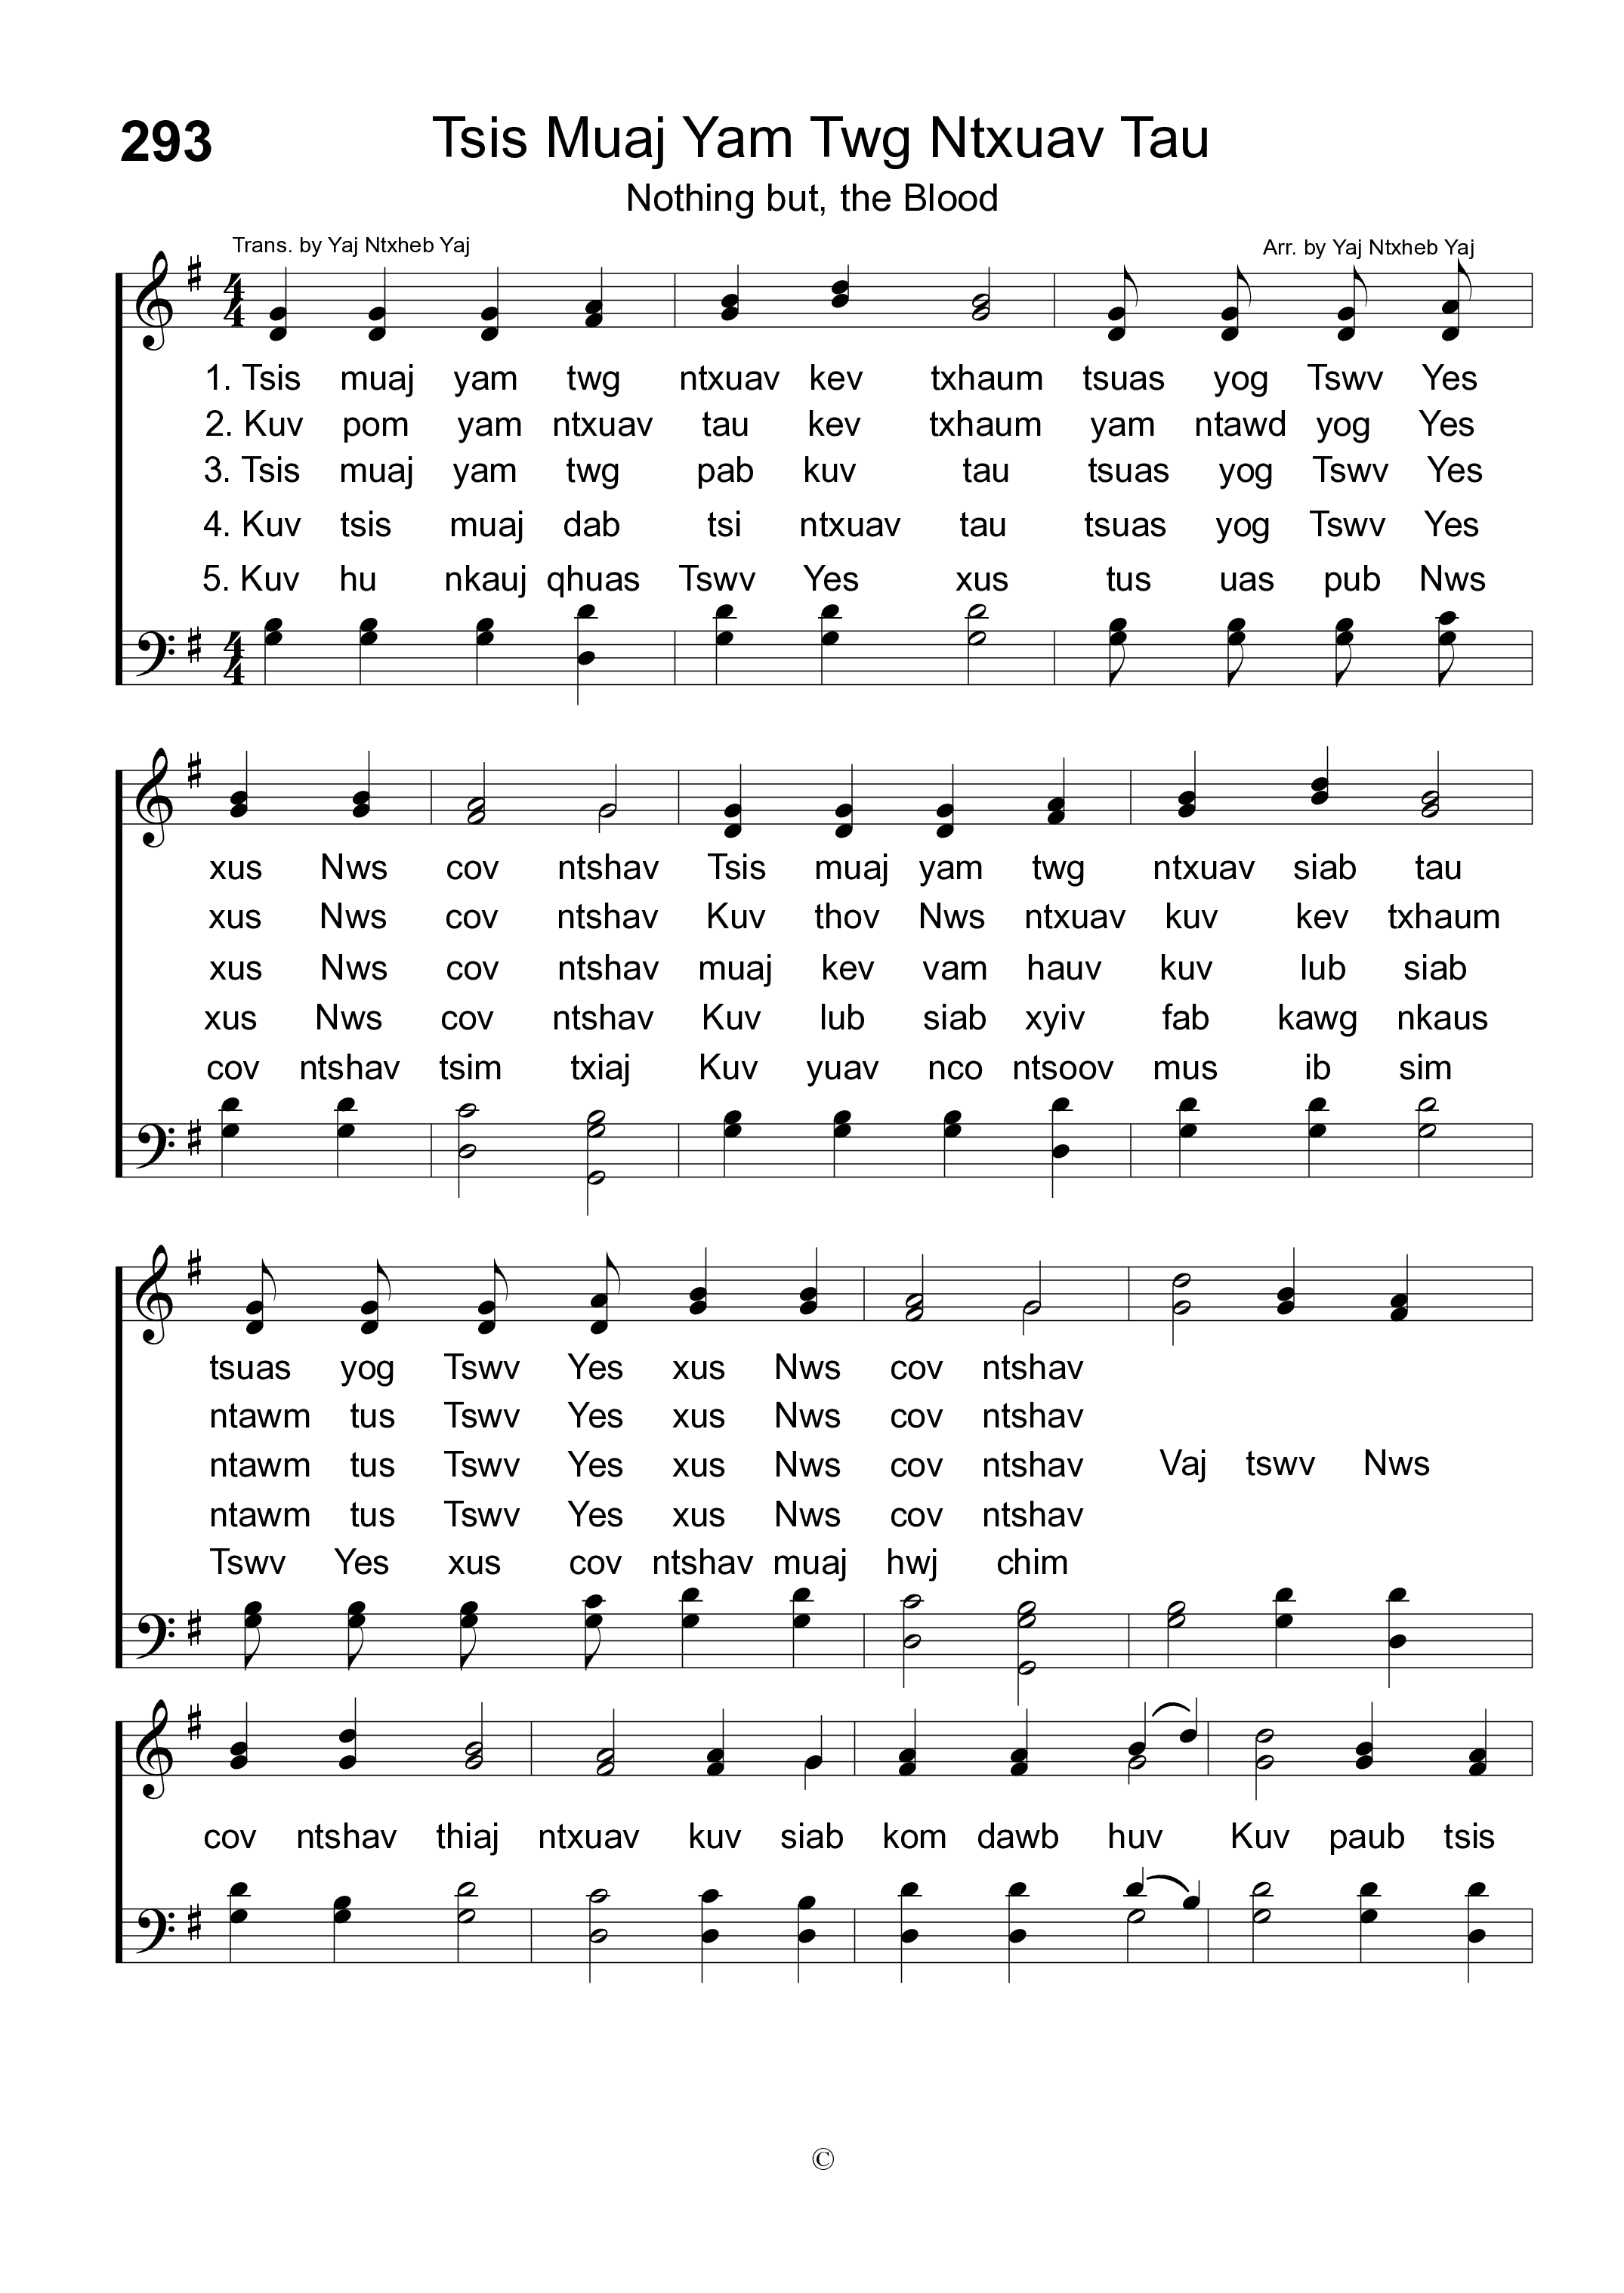 293
Tsis Muaj Yam Twg Ntxuav Tau
Nothing but, the Blood
Trans. by Yaj Ntxheb Yaj
Arr. by Yaj Ntxheb Yaj
1. Tsis muaj yam twg ntxuav kev txhaum tsuas yog Tswv Yes
2. Kuv pom yam ntxuav tau kev txhaum yam ntawd yog Yes
3. Tsis muaj yam twg pab kuv tau tsuas yog Tswv Yes
4. Kuv tsis muaj dab tsi ntxuav tau tsuas yog Tswv Yes
5. Kuv hu nkauj qhuas Tswv Yes xus tus uas pub Nws
xus Nws cov ntshav Tsis muaj yam twg ntxuav siab tau
xus Nws cov ntshav Kuv thov Nws ntxuav kuv kev txhaum
xus Nws cov ntshav muaj kev vam hauv kuv lub siab
xus Nws cov ntshav Kuv lub siab xyiv fab kawg nkaus
cov ntshav tsim txiaj Kuv yuav nco ntsoov mus ib sim
tsuas yog Tswv Yes xus Nws cov ntshav
ntawm tus Tswv Yes xus Nws cov ntshav
ntawm tus Tswv Yes xus Nws cov ntshav Vaj tswv Nws
ntawm tus Tswv Yes xus Nws cov ntshav
Tswv Yes xus cov ntshav muaj hwj chim
cov ntshav thiaj ntxuav kuv siab kom dawb huv Kuv paub tsis
©